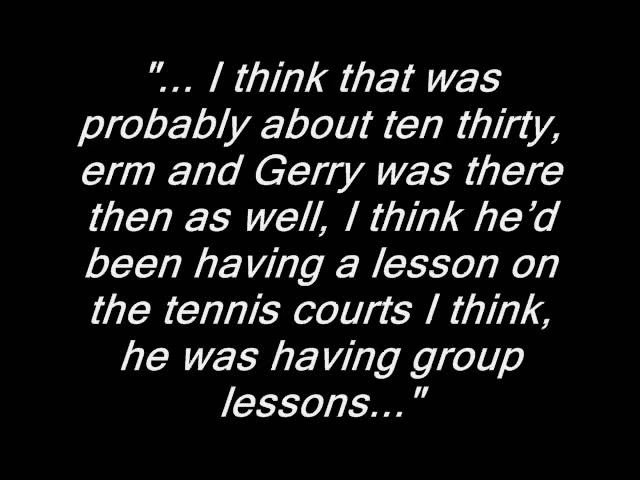 "... I think that was
probably about ten thirty,
erm and Gerry was there
then as well, I think he’d
been having a lesson on
the tennis courts I think,
he was having group
lessons..."